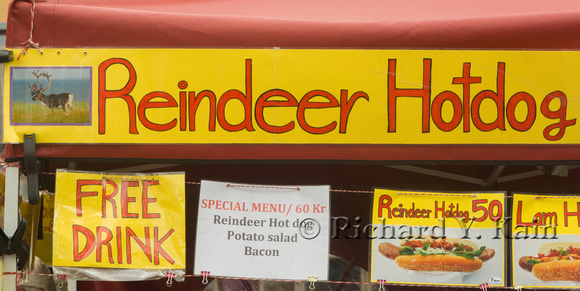 Reindeer Hotdog
FREE
DRINK
SPECIAL MENU/ 60 Kr
Reindeer Hot dog
Potato salad
Bacon
Reindeer Hotdog 50
Lam H
© Richard Y. Kain